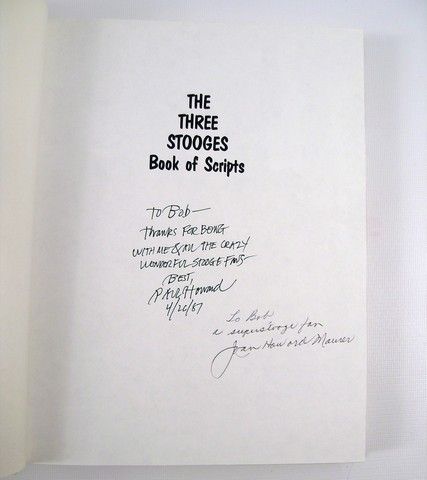 THE
THREE
STOOGES
Book of Scripts
To Bob—
THANKS FOR BEING
WITH ME & ALL THE CRAZY
WONDERFUL STOOGE FANS
BEST,
Paul Howard
4/26/87
To Bob
a superstooge fan
Joan Howard Maurer